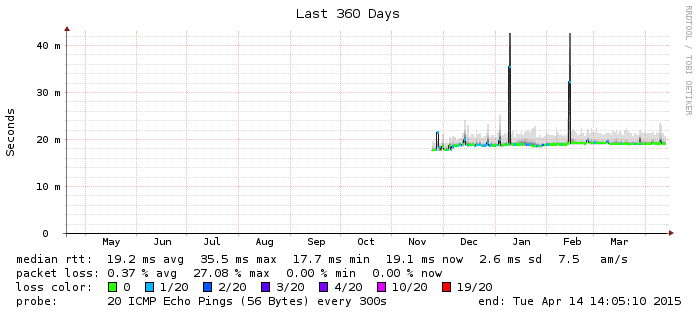 Last 360 Days
RRDTOOL / TOBI OETIKER
Seconds
40 m
30 m
20 m
10 m
0
May Jun Jul Aug Sep Oct Nov Dec Jan Feb Mar
median rtt: 19.2 ms avg 35.5 ms max 17.7 ms min 19.1 ms now 2.6 ms sd 7.5 am/s
packet loss: 0.37 % avg 27.08 % max 0.00 % min 0.00 % now
loss color: 0 1/20 2/20 3/20 4/20 10/20 19/20
probe: 20 ICMP Echo Pings (56 Bytes) every 300s end: Tue Apr 14 14:05:10 2015